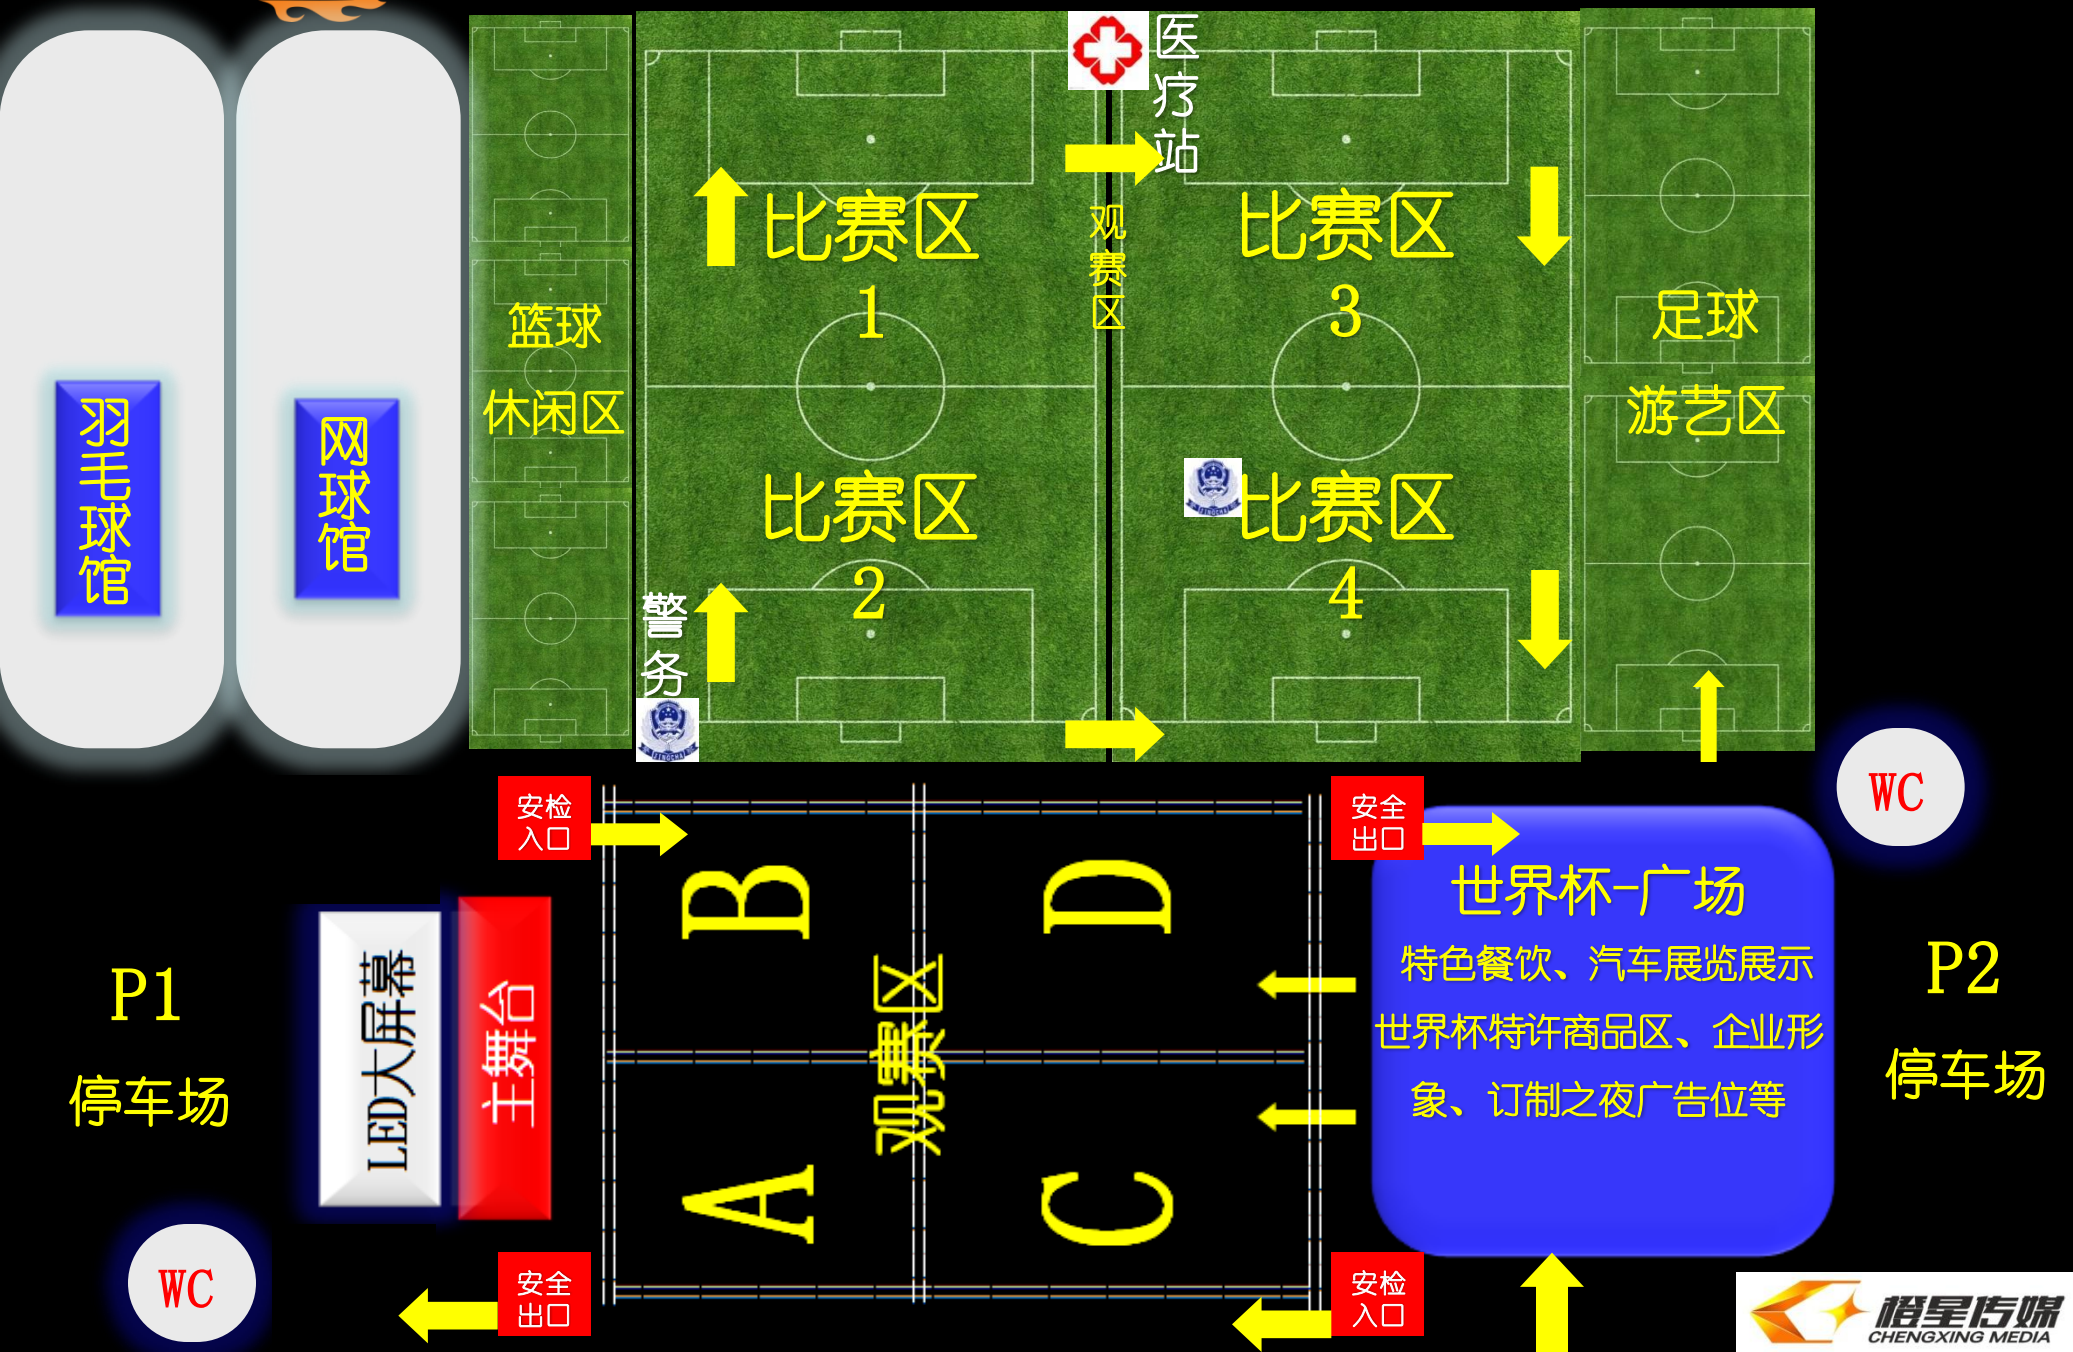 羽毛球馆
网球馆
篮球
休闲区
比赛区
1
比赛区
2
医疗站
观赛区
比赛区
3
比赛区
4
足球
游艺区
警务
WC
安检
入口
安全
出口
B
D
观赛区
A
C
LED大屏幕
主舞台
P1
停车场
WC
世界杯-广场
特色餐饮、汽车展览展示
世界杯特许商品区、企业形
象、订制之夜广告位等
P2
停车场
安全
出口
安检
入口
橙星传媒
CHENGXING MEDIA